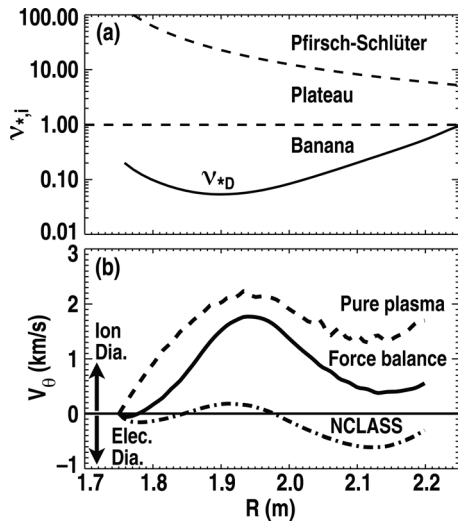 100.00
(a)
Pfirsch-Schlüter
10.00
Plateau
ν*,i
1.00
Banana
0.10
ν*D
0.01
3
(b)
2
Pure plasma
Ion
Dia.
1
Force balance
Vθ (km/s)
0
Elec.
Dia.
NCLASS
−1
1.7 1.8 1.9 2.0 2.1 2.2
R (m)